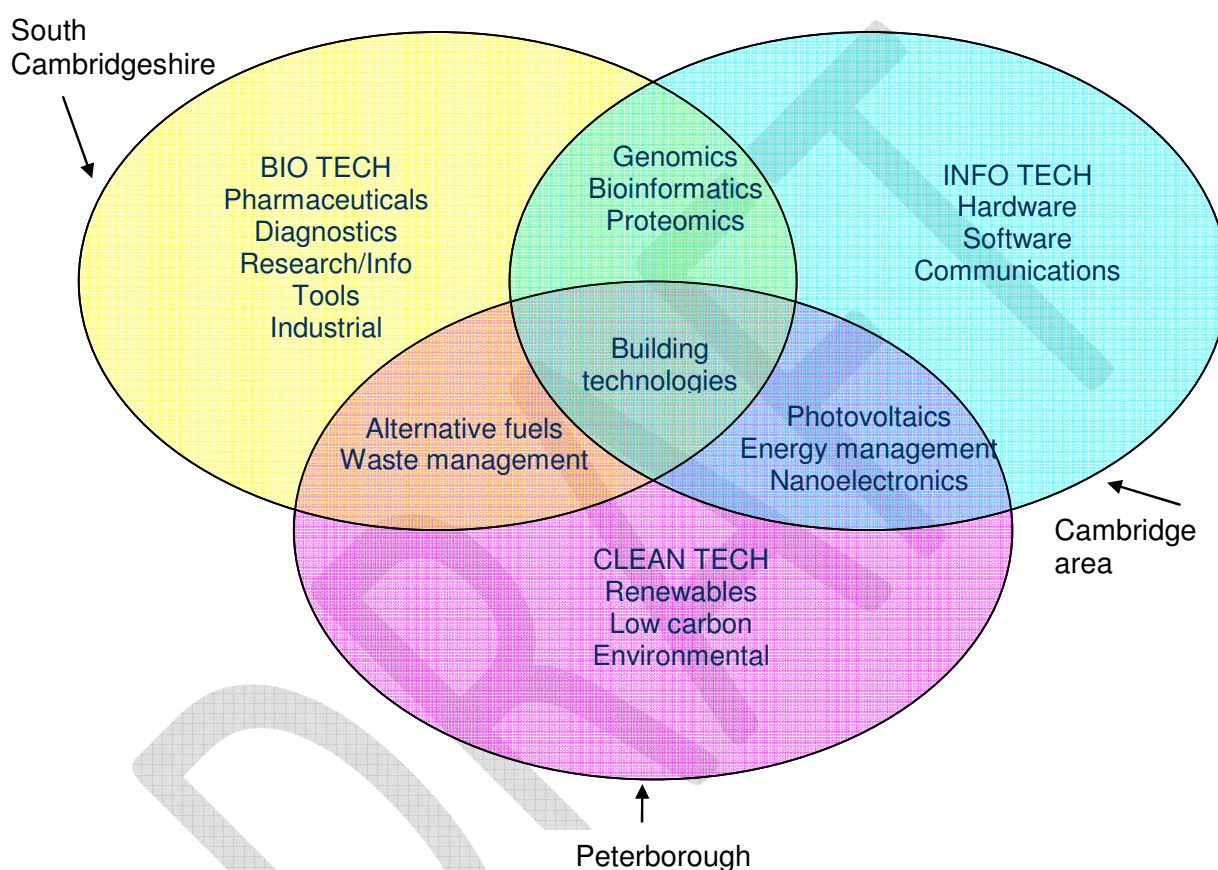 South
Cambridgeshire
BIO TECH
Pharmaceuticals
Diagnostics
Research/Info
Tools
Industrial
Genomics
Bioinformatics
Proteomics
INFO TECH
Hardware
Software
Communications
Building
technologies
Alternative fuels
Waste management
Photovoltaics
Energy management
Nanoelectronics
Cambridge
area
CLEAN TECH
Renewables
Low carbon
Environmental
Peterborough
DRAFT